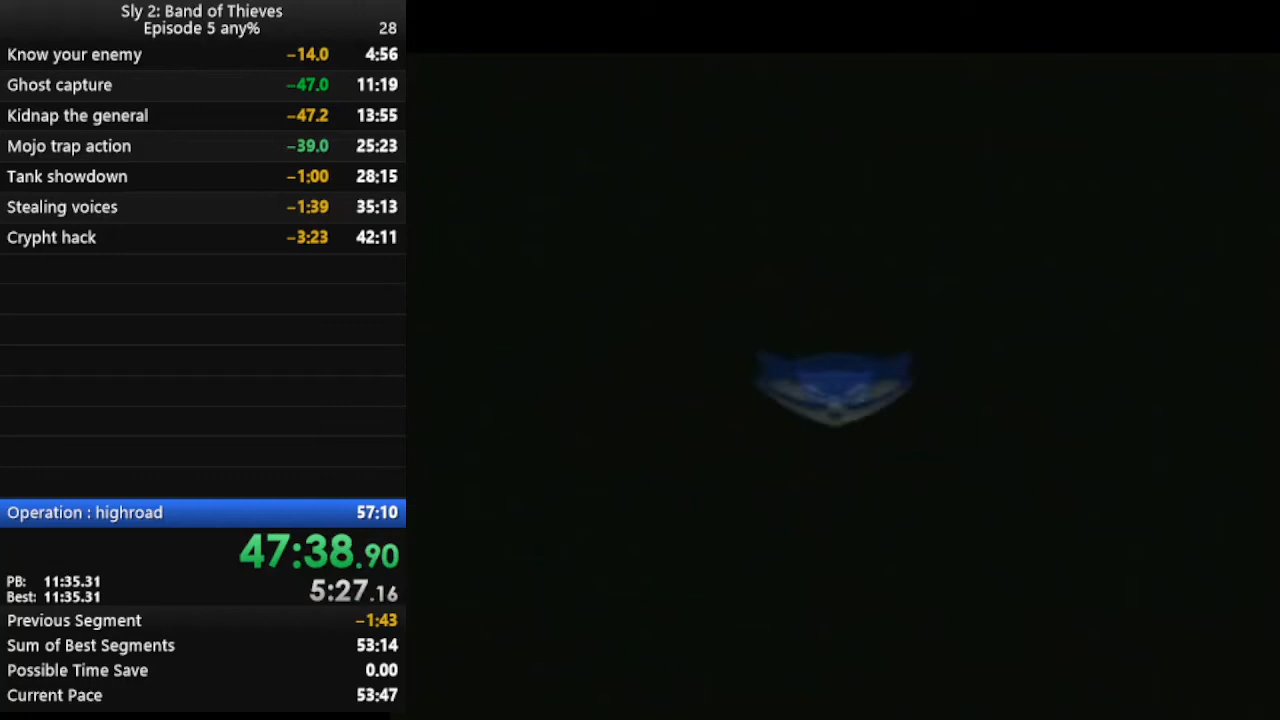 Sly 2: Band of Thieves
Episode 5 any% 28
Know your enemy -14.0 4:56
Ghost capture -47.0 11:19
Kidnap the general -47.2 13:55
Mojo trap action -39.0 25:23
Tank showdown -1:00 28:15
Stealing voices -1:39 35:13
Crypht hack -3:23 42:11
Operation : highroad 57:10
47:38.90
PB: 11:35.31
Best: 11:35.31
5:27.16
Previous Segment -1:43
Sum of Best Segments 53:14
Possible Time Save 0.00
Current Pace 53:47